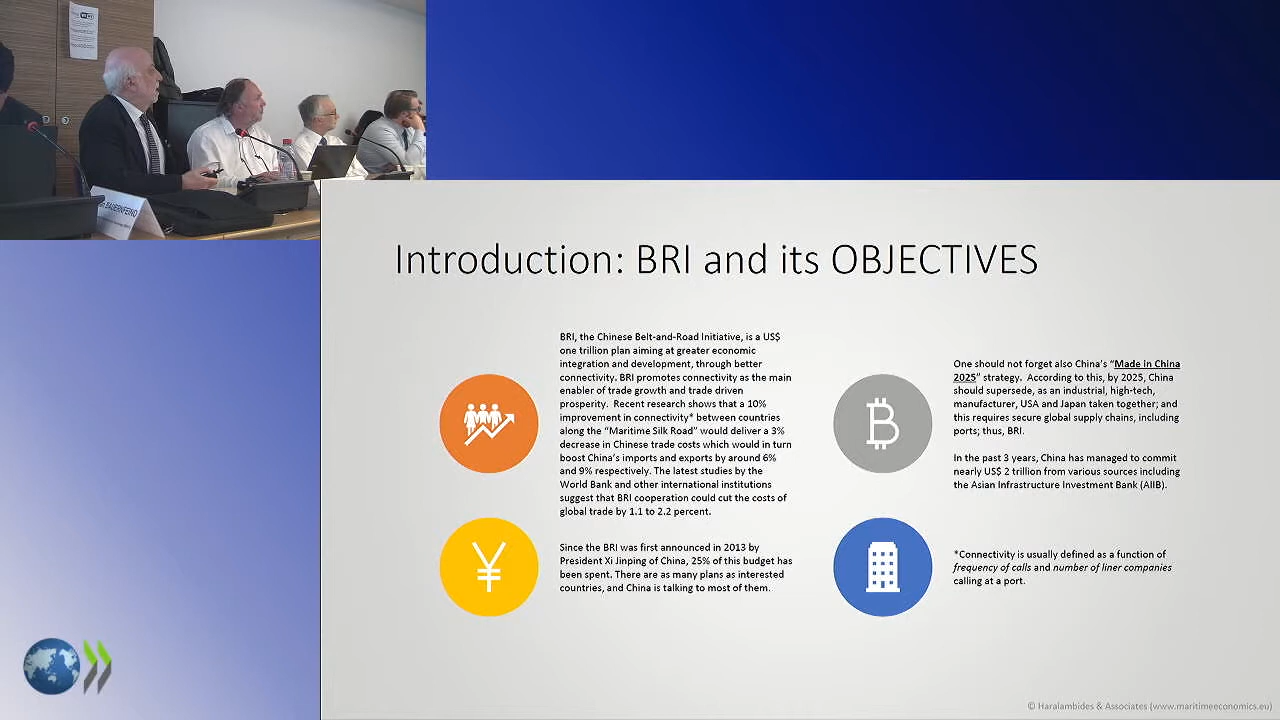 Introduction: BRI and its OBJECTIVES
BRI, the Chinese Belt-and-Road Initiative, is a US$
one trillion plan aiming at greater economic
integration and development, through better
connectivity. BRI promotes connectivity as the main
enabler of trade growth and trade driven
prosperity. Recent research shows that a 10%
improvement in connectivity* between countries
along the “Maritime Silk Road” would deliver a 3%
decrease in Chinese trade costs which would in turn
boost China’s imports and exports by around 6%
and 9% respectively. The latest studies by the
World Bank and other international institutions
suggest that BRI cooperation could cut the costs of
global trade by 1.1 to 2.2 percent.
Since the BRI was first announced in 2013 by
President Xi Jinping of China, 25% of this budget has
been spent. There are as many plans as interested
countries, and China is talking to most of them.
One should not forget also China’s “Made in China
2025” strategy. According to this, by 2025, China
should supersede, as an industrial, high-tech,
manufacturer, USA and Japan taken together; and
this requires secure global supply chains, including
ports; thus, BRI.
In the past 3 years, China has managed to commit
nearly US$ 2 trillion from various sources including
the Asian Infrastructure Investment Bank (AIIB).
*Connectivity is usually defined as a function of
frequency of calls and number of liner companies
calling at a port.
© Haralambides & Associates (www.maritimeeconomics.eu)